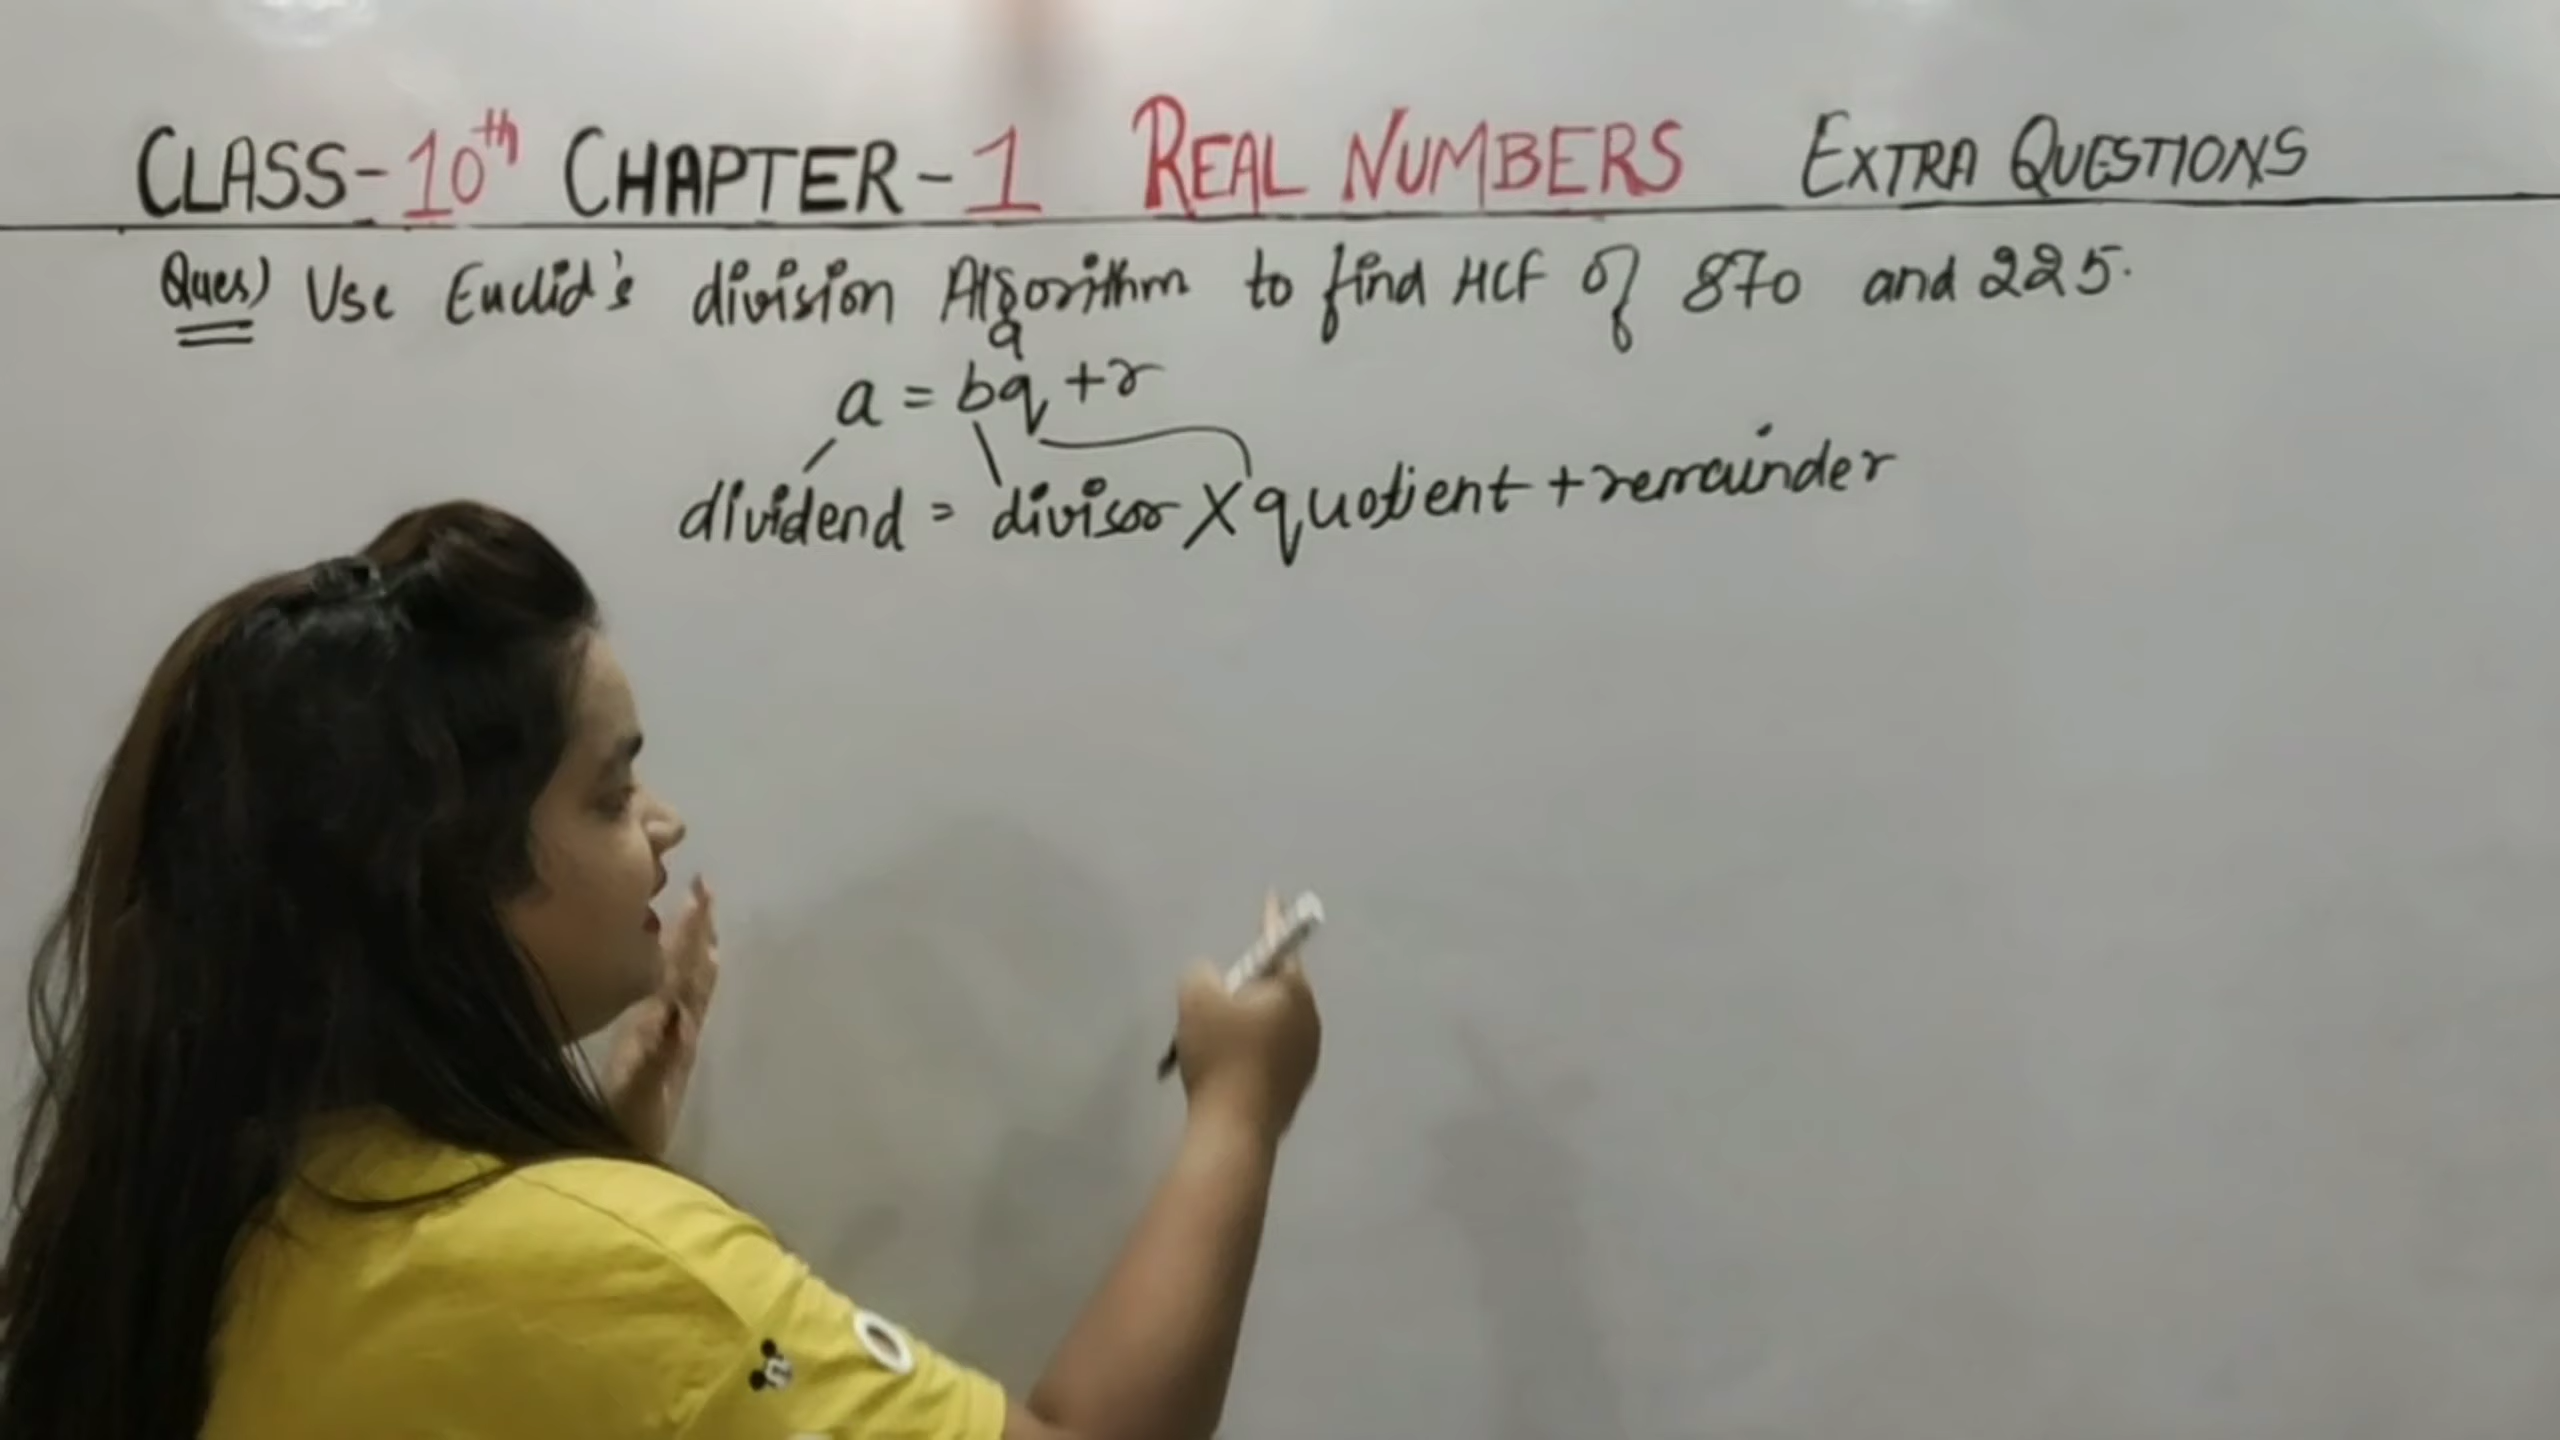 CLASS-10th CHAPTER-1 REAL NUMBERS EXTRA QUESTIONS
Ques) Use Euclid's division Algorithm to find HCF of 870 and 225.
a = bq + r
dividend = divisor X quotient + remainder